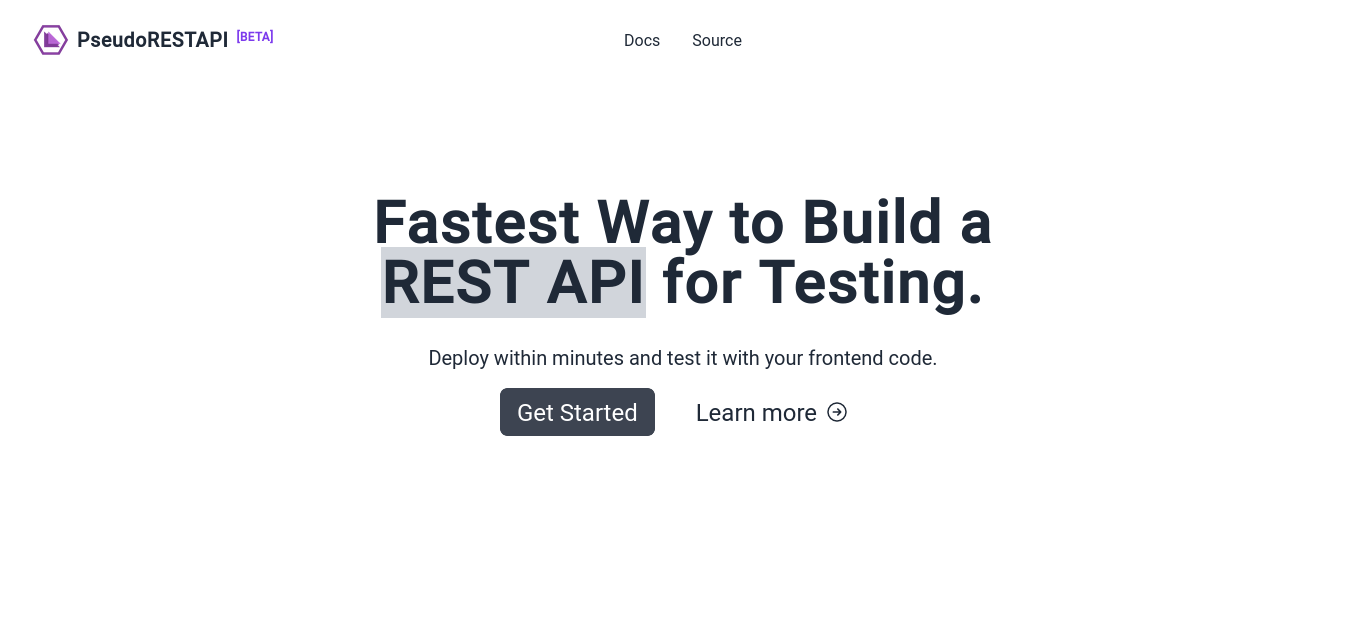 PseudoRESTAPI [BETA]
Docs Source
Fastest Way to Build a
REST API for Testing.
Deploy within minutes and test it with your frontend code.
Get Started Learn more